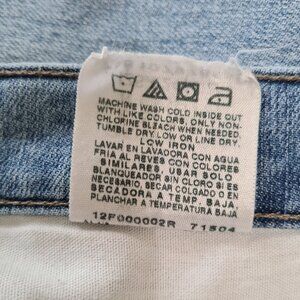 MACHINE WASH COLD INSIDE OUT
WITH LIKE COLORS, ONLY NON-
CHLORINE BLEACH WHEN NEEDED
TUMBLE DRY LOW OR LINE DRY.
LOW IRON
LAVAR EN LAVADORA CON AGUA
FRIA AL REVES CON COLORES
SIMILARES, USAR SOLO
BLANQUEADOR SIN CLORO SI ES
NECESARIO, SECAR COLGADO O EN
SECADORA A TEMP. BAJA,
PLANCHAR A TEMPERATURA BAJA
12F000002R 71504